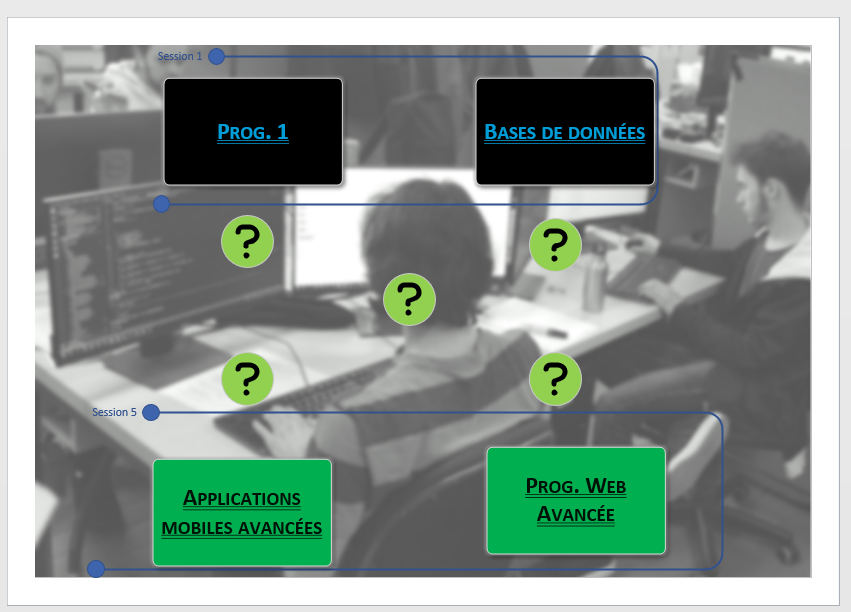 Session 1
PROG. 1
BASES DE DONNÉES
?
?
?
?
?
Session 5
APPLICATIONS
MOBILES AVANCÉES
PROG. WEB
AVANCÉE